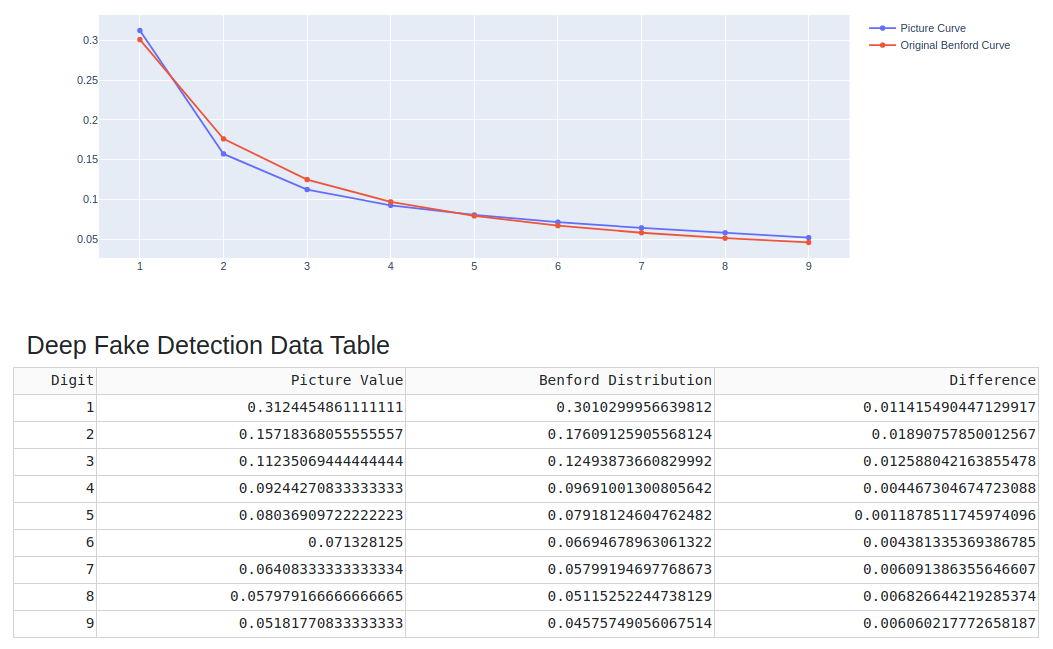 Picture Curve
Original Benford Curve
0.3
0.25
0.2
0.15
0.1
0.05
1 2 3 4 5 6 7 8 9
Deep Fake Detection Data Table
Digit Picture Value Benford Distribution Difference
1 0.3124454861111111 0.3010299956639812 0.011415490447129917
2 0.15718368055555557 0.17609125905568124 0.01890757850012567
3 0.11235069444444444 0.12493873660829992 0.012588042163855478
4 0.09244270833333333 0.09691001300805642 0.004467304674723088
5 0.08036909722222223 0.07918124604762482 0.0011878511745974096
6 0.071328125 0.06694678963061322 0.004381335369386785
7 0.06408333333333334 0.05799194697768673 0.006091386355646607
8 0.057979166666666665 0.05115252244738129 0.006826644219285374
9 0.05181770833333333 0.04575749056067514 0.006060217772658187